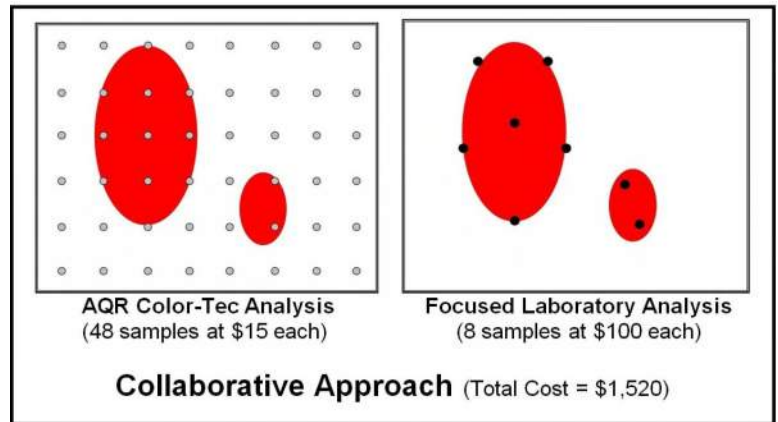 AQR Color-Tec Analysis
(48 samples at $15 each)
Focused Laboratory Analysis
(8 samples at $100 each)
Collaborative Approach (Total Cost = $1,520)